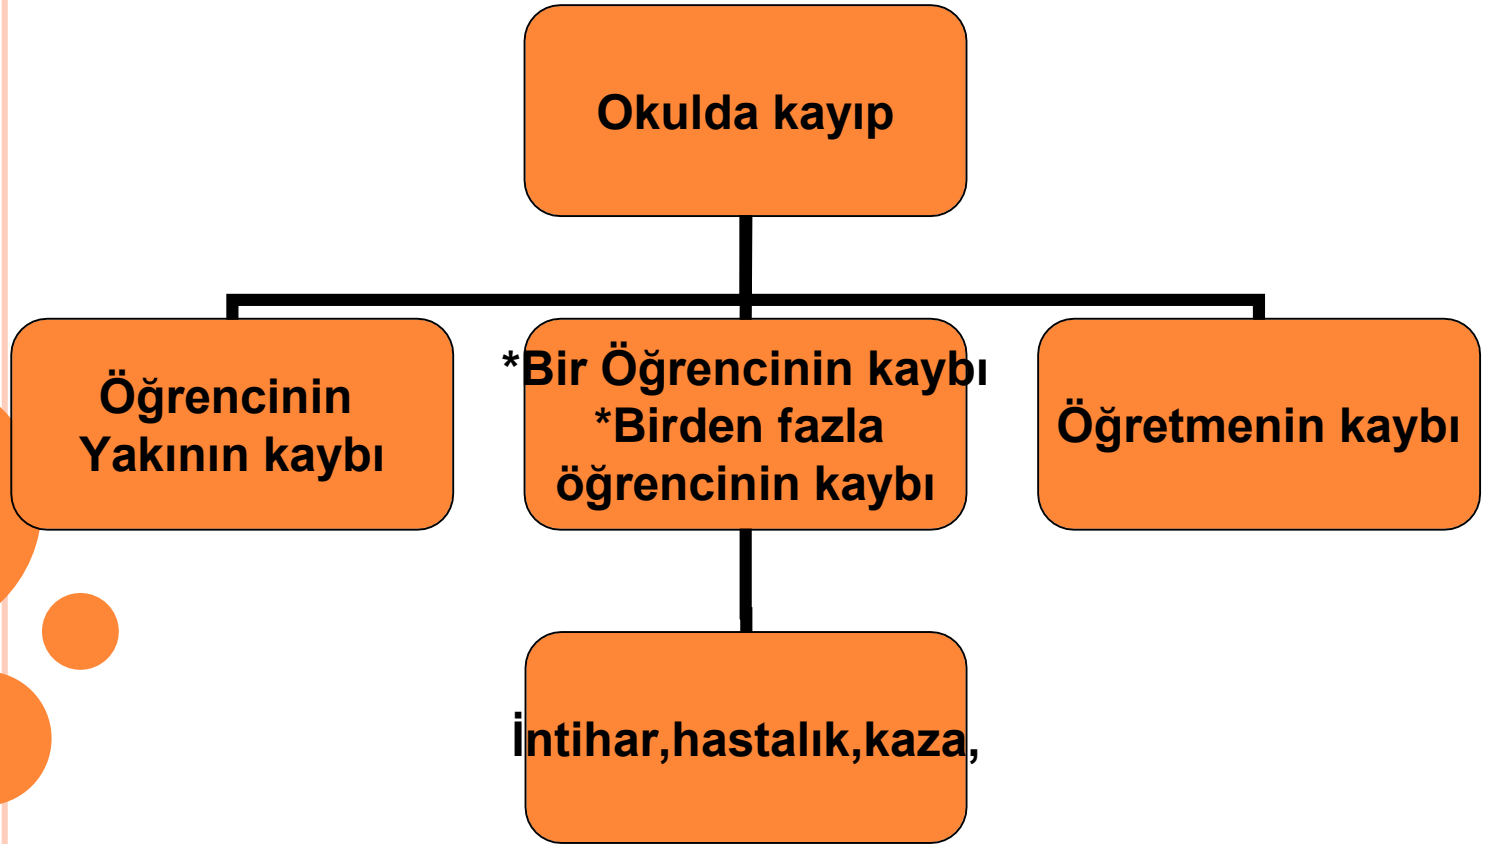 Okulda kayıp
Öğrencinin
Yakının kaybı
*Bir Öğrencinin kaybı
*Birden fazla
öğrencinin kaybı
Öğretmenin kaybı
İntihar,hastalık,kaza,